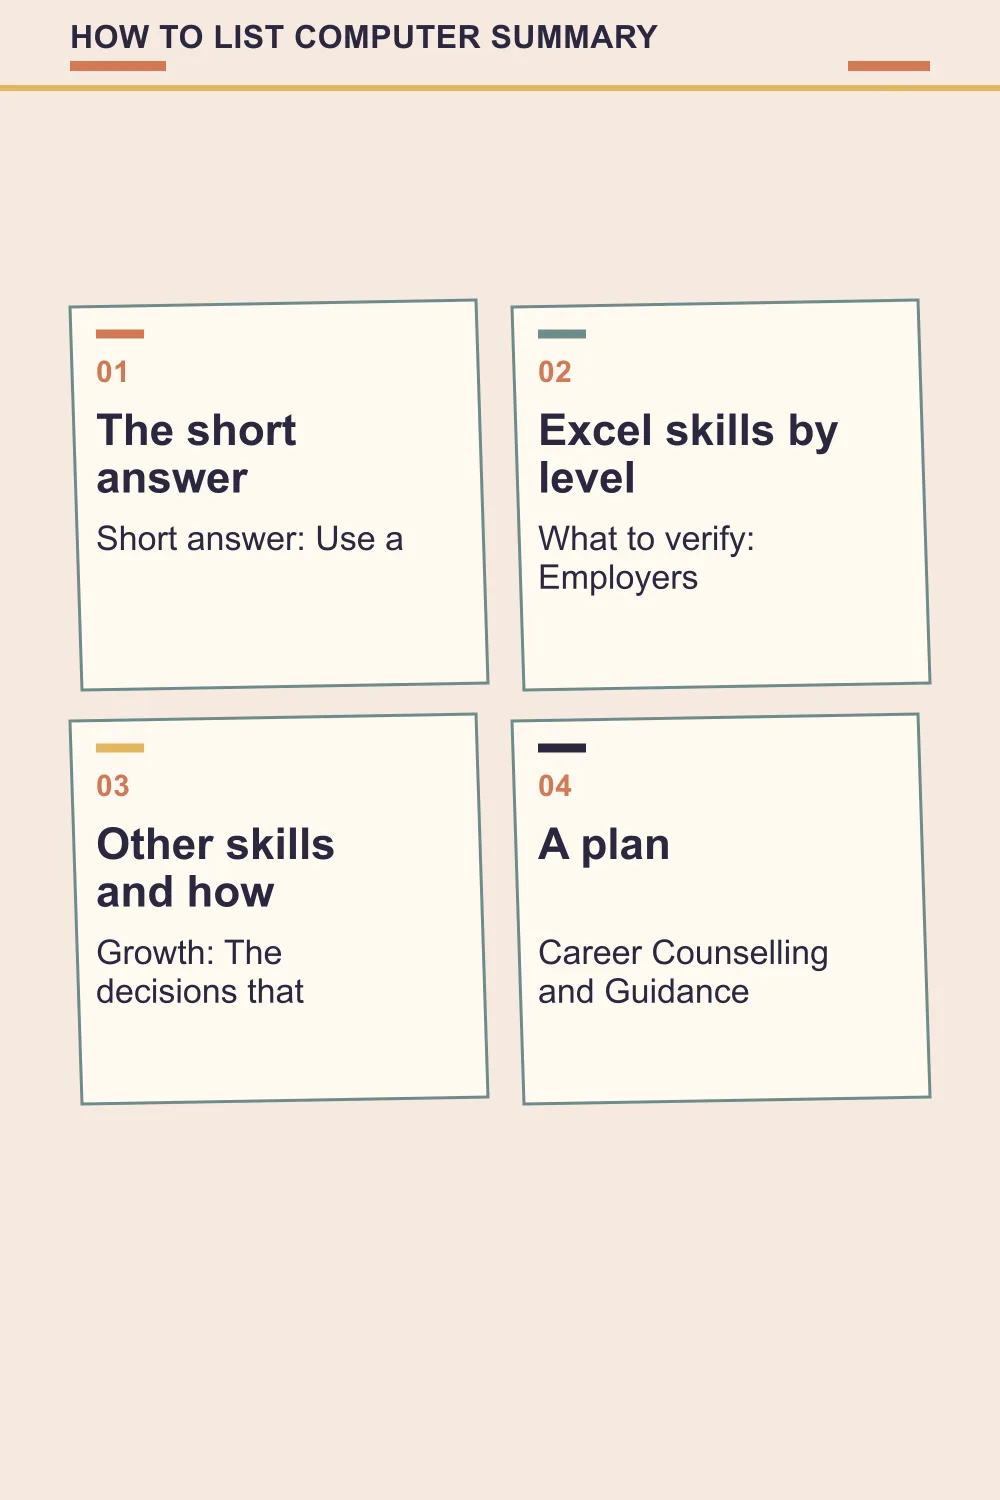 HOW TO LIST COMPUTER SUMMARY
01
The short
answer
Short answer: Use a
02
Excel skills by
level
What to verify:
Employers
03
Other skills
and how
Growth: The
decisions that
04
A plan
Career Counselling
and Guidance